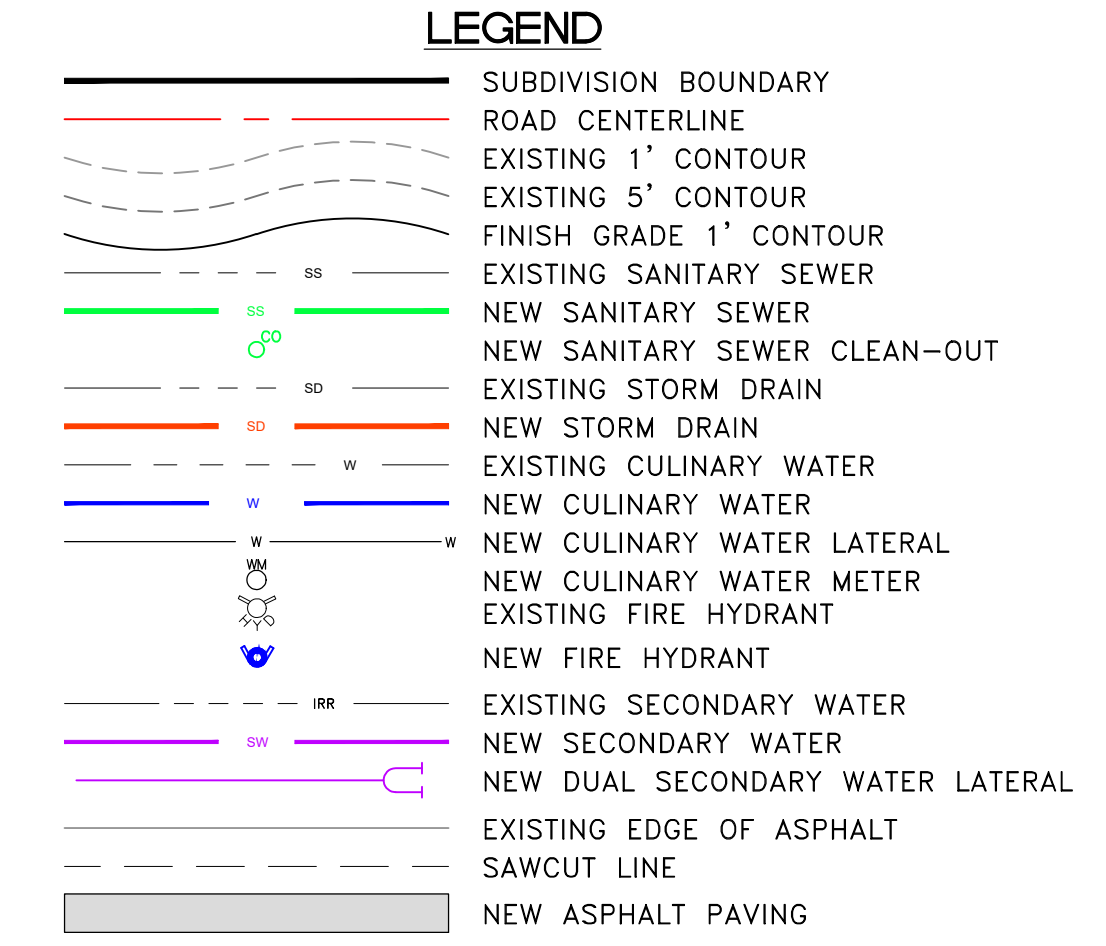 LEGEND
SUBDIVISION BOUNDARY
ROAD CENTERLINE
EXISTING 1' CONTOUR
EXISTING 5' CONTOUR
FINISH GRADE 1' CONTOUR
SS EXISTING SANITARY SEWER
SS NEW SANITARY SEWER
CO NEW SANITARY SEWER CLEAN-OUT
SD EXISTING STORM DRAIN
SD NEW STORM DRAIN
W EXISTING CULINARY WATER
W NEW CULINARY WATER
W W NEW CULINARY WATER LATERAL
WM NEW CULINARY WATER METER
HYD EXISTING FIRE HYDRANT
NEW FIRE HYDRANT
IRR EXISTING SECONDARY WATER
SW NEW SECONDARY WATER
NEW DUAL SECONDARY WATER LATERAL
EXISTING EDGE OF ASPHALT
SAWCUT LINE
NEW ASPHALT PAVING